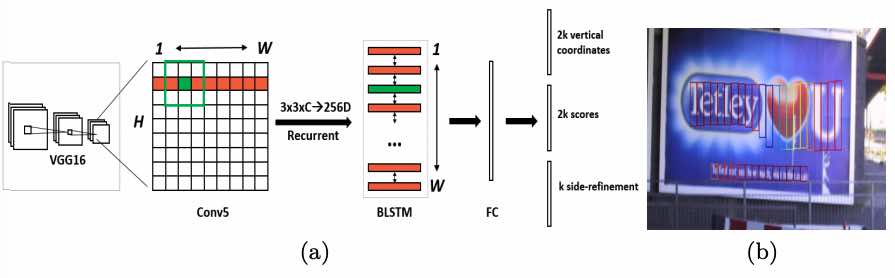 VGG16
1
W
H
Conv5
3x3xC→256D
Recurrent
1
...
W
BLSTM
FC
2k vertical
coordinates
2k scores
k side-refinement
Tetley
U
(a)
(b)